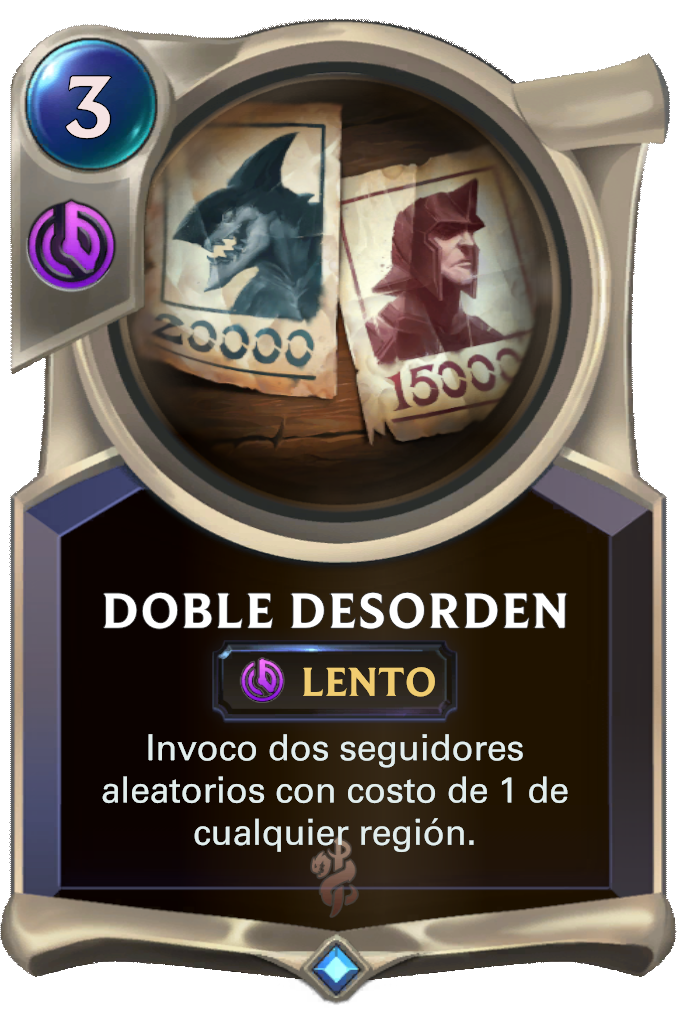 3
20000
15000
DOBLE DESORDEN
LENTO
Invoco dos seguidores
aleatorios con costo de 1 de
cualquier región.